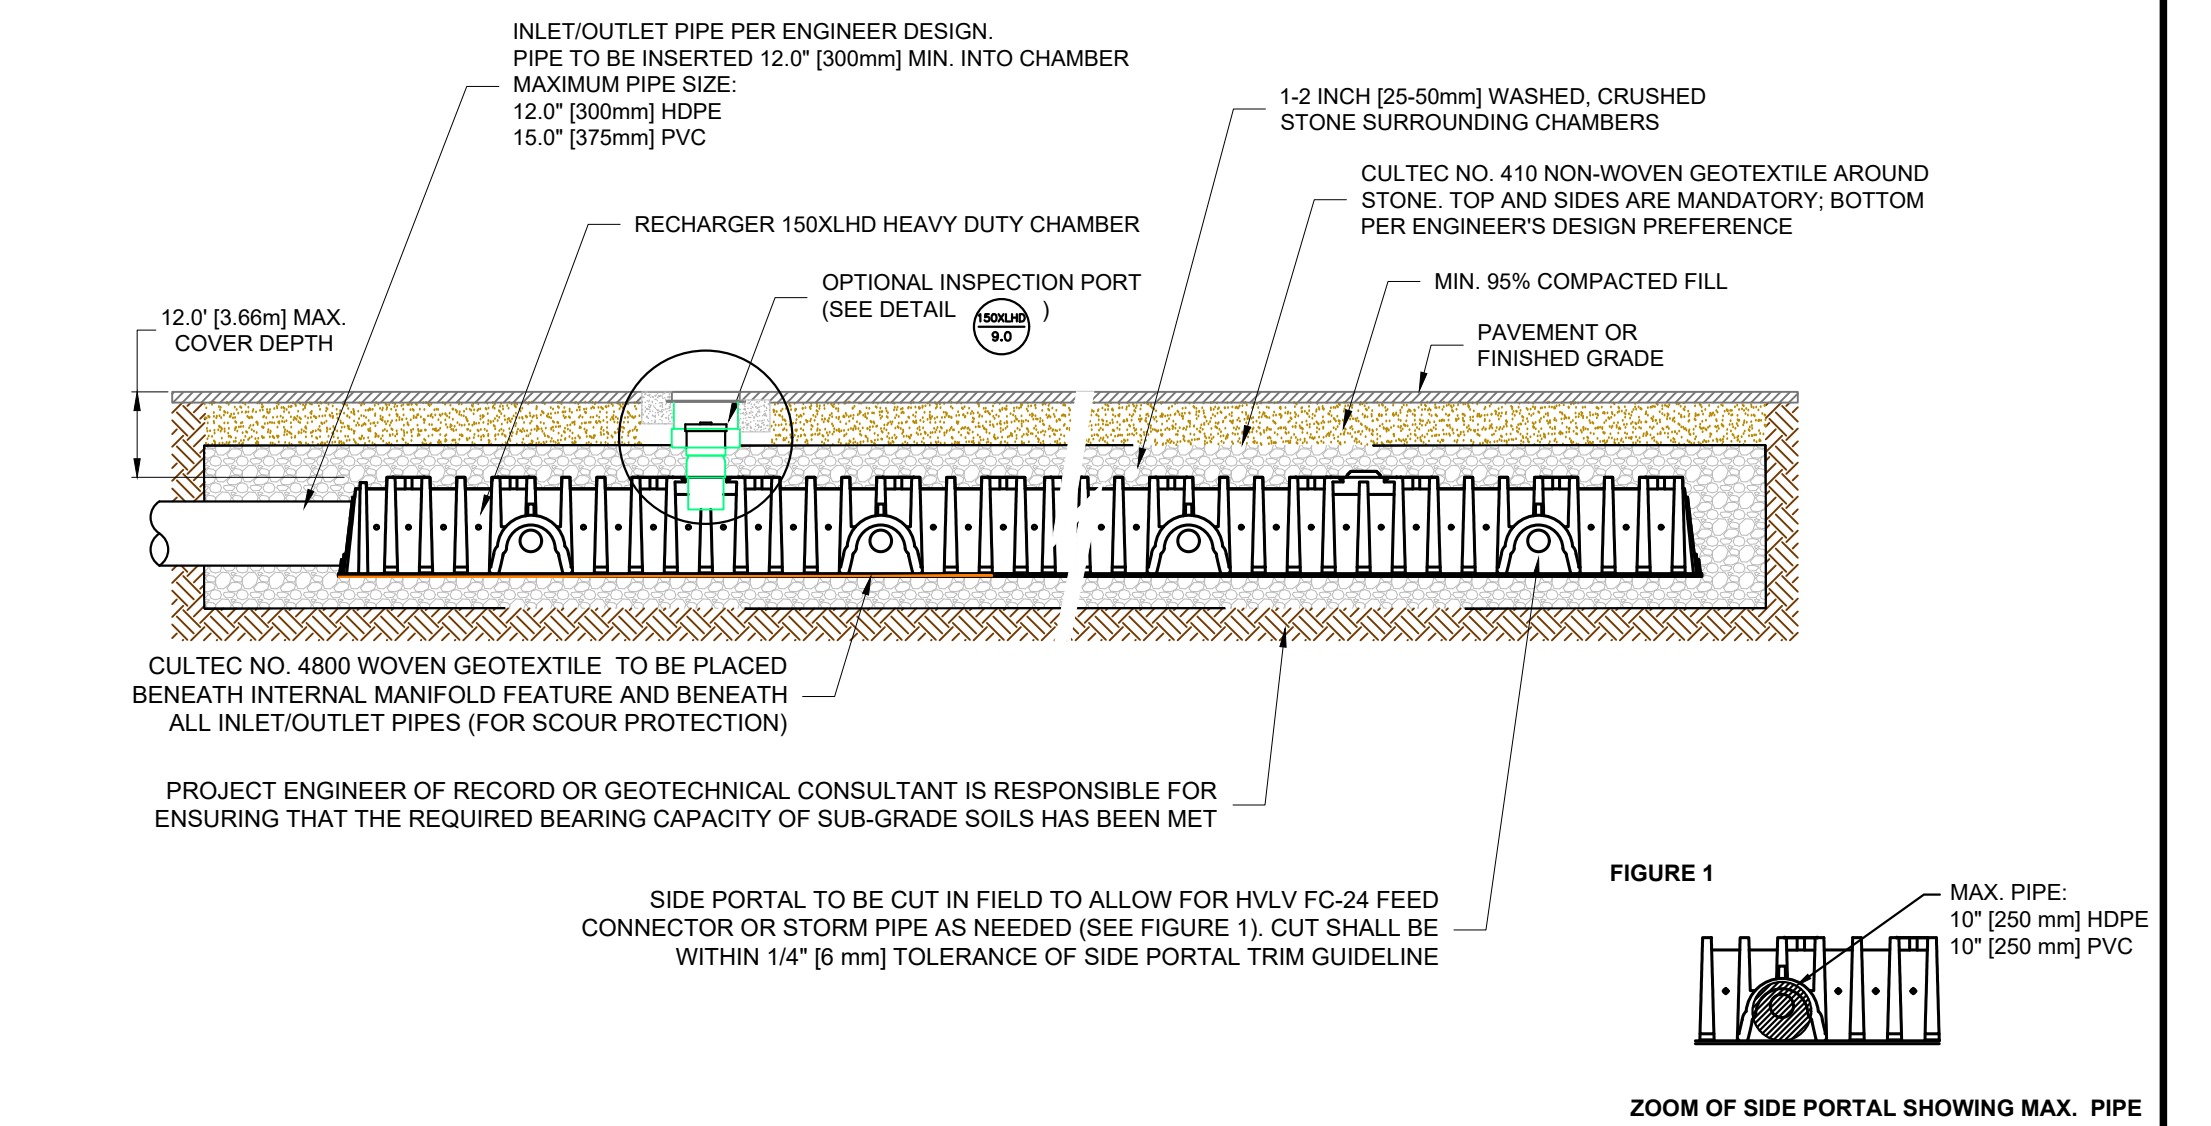 INLET/OUTLET PIPE PER ENGINEER DESIGN.
PIPE TO BE INSERTED 12.0" [300mm] MIN. INTO CHAMBER
MAXIMUM PIPE SIZE:
12.0" [300mm] HDPE
15.0" [375mm] PVC
1-2 INCH [25-50mm] WASHED, CRUSHED
STONE SURROUNDING CHAMBERS
CULTEC NO. 410 NON-WOVEN GEOTEXTILE AROUND
STONE. TOP AND SIDES ARE MANDATORY; BOTTOM
PER ENGINEER'S DESIGN PREFERENCE
RECHARGER 150XLHD HEAVY DUTY CHAMBER
OPTIONAL INSPECTION PORT
(SEE DETAIL 150XLHD )
9.0
MIN. 95% COMPACTED FILL
12.0' [3.66m] MAX.
COVER DEPTH
PAVEMENT OR
FINISHED GRADE
CULTEC NO. 4800 WOVEN GEOTEXTILE TO BE PLACED
BENEATH INTERNAL MANIFOLD FEATURE AND BENEATH
ALL INLET/OUTLET PIPES (FOR SCOUR PROTECTION)
PROJECT ENGINEER OF RECORD OR GEOTECHNICAL CONSULTANT IS RESPONSIBLE FOR
ENSURING THAT THE REQUIRED BEARING CAPACITY OF SUB-GRADE SOILS HAS BEEN MET
SIDE PORTAL TO BE CUT IN FIELD TO ALLOW FOR HVLV FC-24 FEED
CONNECTOR OR STORM PIPE AS NEEDED (SEE FIGURE 1). CUT SHALL BE
WITHIN 1/4" [6 mm] TOLERANCE OF SIDE PORTAL TRIM GUIDELINE
FIGURE 1
MAX. PIPE:
10" [250 mm] HDPE
10" [250 mm] PVC
ZOOM OF SIDE PORTAL SHOWING MAX. PIPE